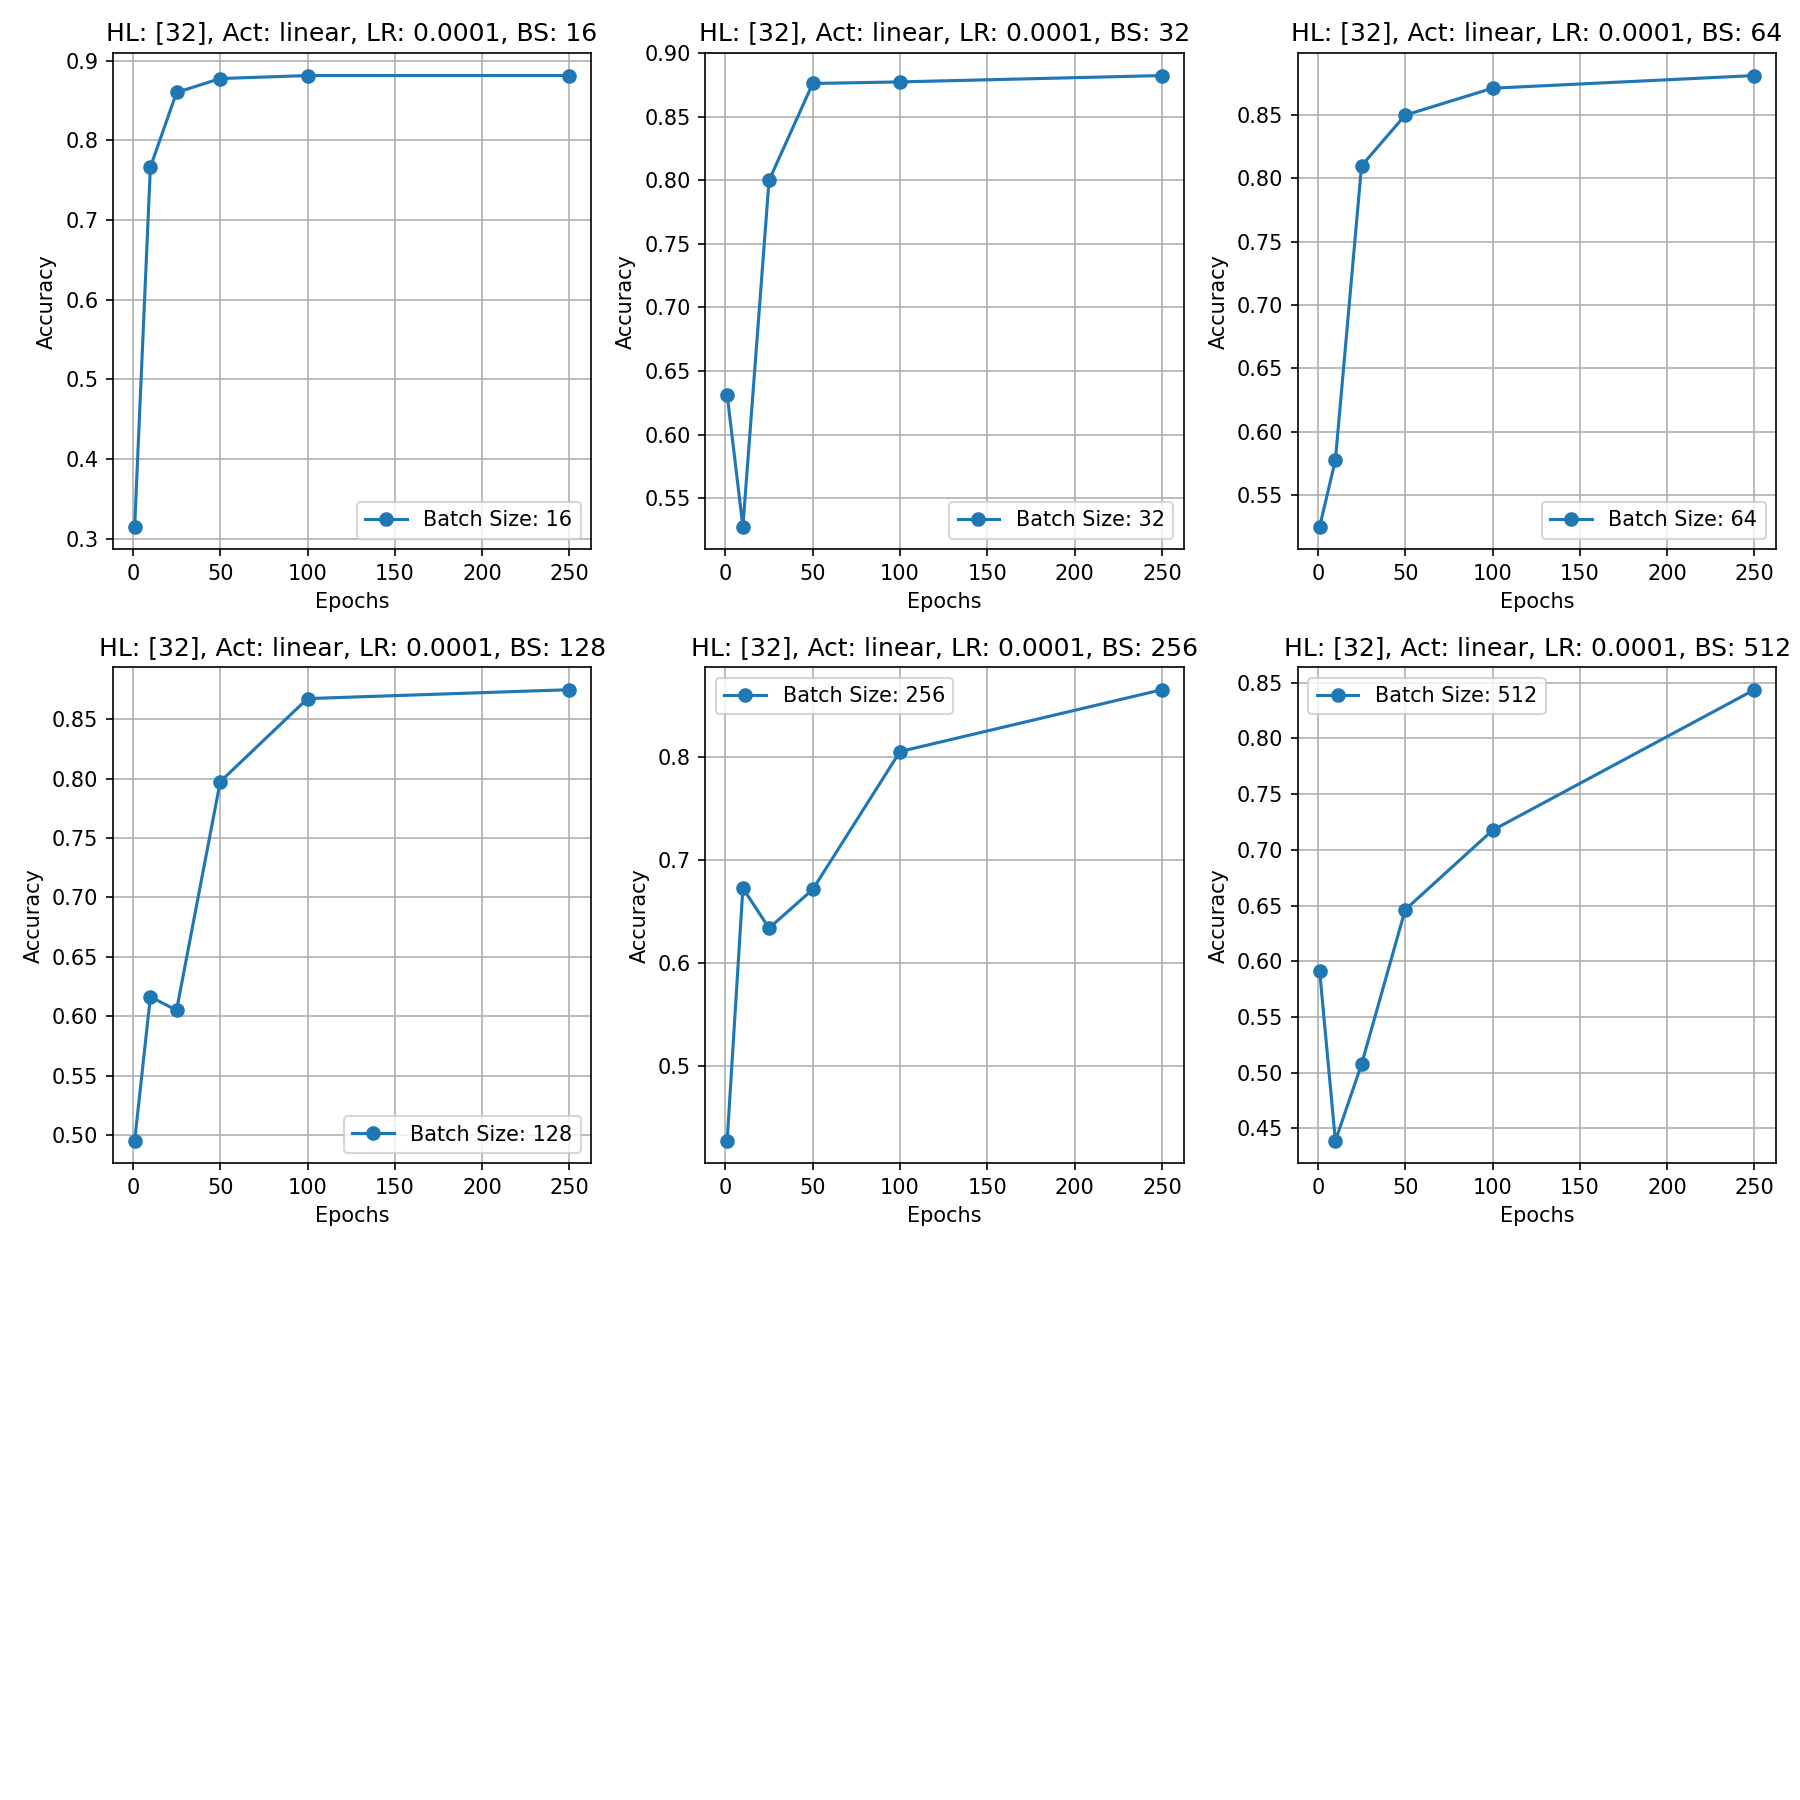 HL: [32], Act: linear, LR: 0.0001, BS: 16
0.9
0.8
0.7
0.6
0.5
0.4
0.3
Accuracy
Batch Size: 16
0 50 100 150 200 250
Epochs
HL: [32], Act: linear, LR: 0.0001, BS: 32
0.90
0.85
0.80
0.75
0.70
0.65
0.60
0.55
Accuracy
Batch Size: 32
0 50 100 150 200 250
Epochs
HL: [32], Act: linear, LR: 0.0001, BS: 64
0.85
0.80
0.75
0.70
0.65
0.60
0.55
Accuracy
Batch Size: 64
0 50 100 150 200 250
Epochs
HL: [32], Act: linear, LR: 0.0001, BS: 128
0.85
0.80
0.75
0.70
0.65
0.60
0.55
0.50
Accuracy
Batch Size: 128
0 50 100 150 200 250
Epochs
HL: [32], Act: linear, LR: 0.0001, BS: 256
Batch Size: 256
0.8
0.7
0.6
0.5
Accuracy
0 50 100 150 200 250
Epochs
HL: [32], Act: linear, LR: 0.0001, BS: 512
Batch Size: 512
0.85
0.80
0.75
0.70
0.65
0.60
0.55
0.50
0.45
Accuracy
0 50 100 150 200 250
Epochs